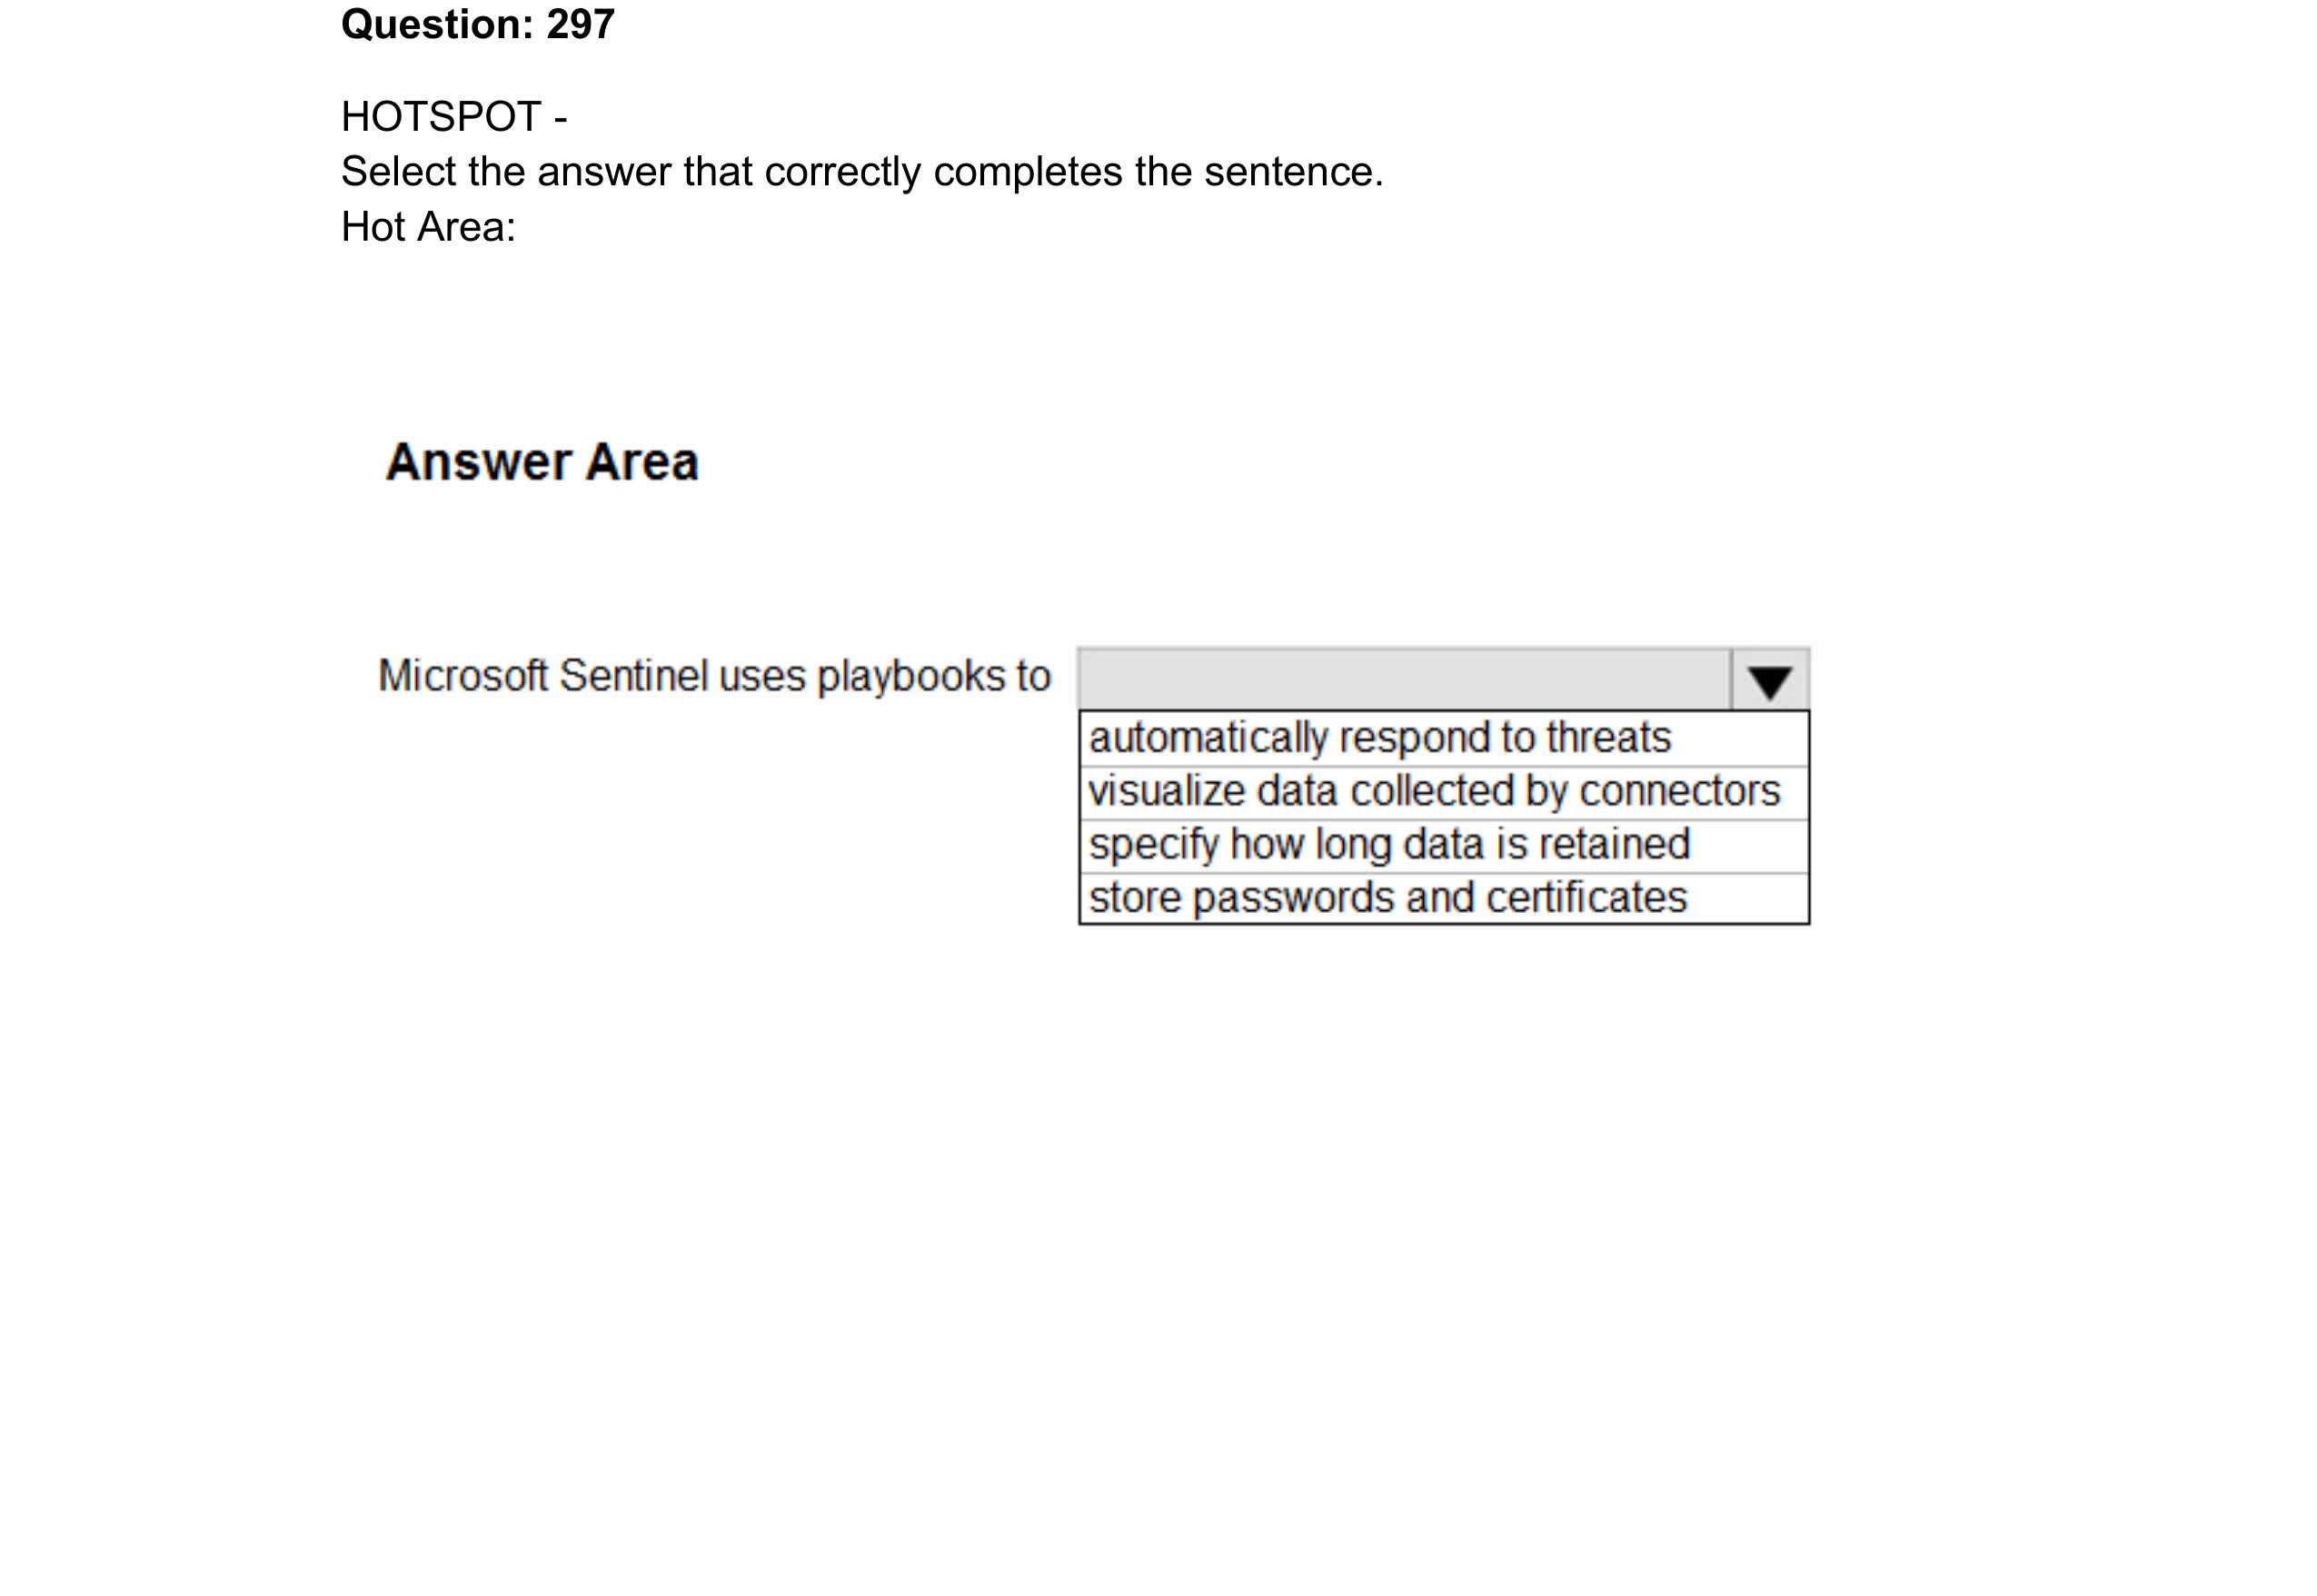 Question: 297
HOTSPOT -
Select the answer that correctly completes the sentence.
Hot Area:
Answer Area
Microsoft Sentinel uses playbooks to
automatically respond to threats
visualize data collected by connectors
specify how long data is retained
store passwords and certificates